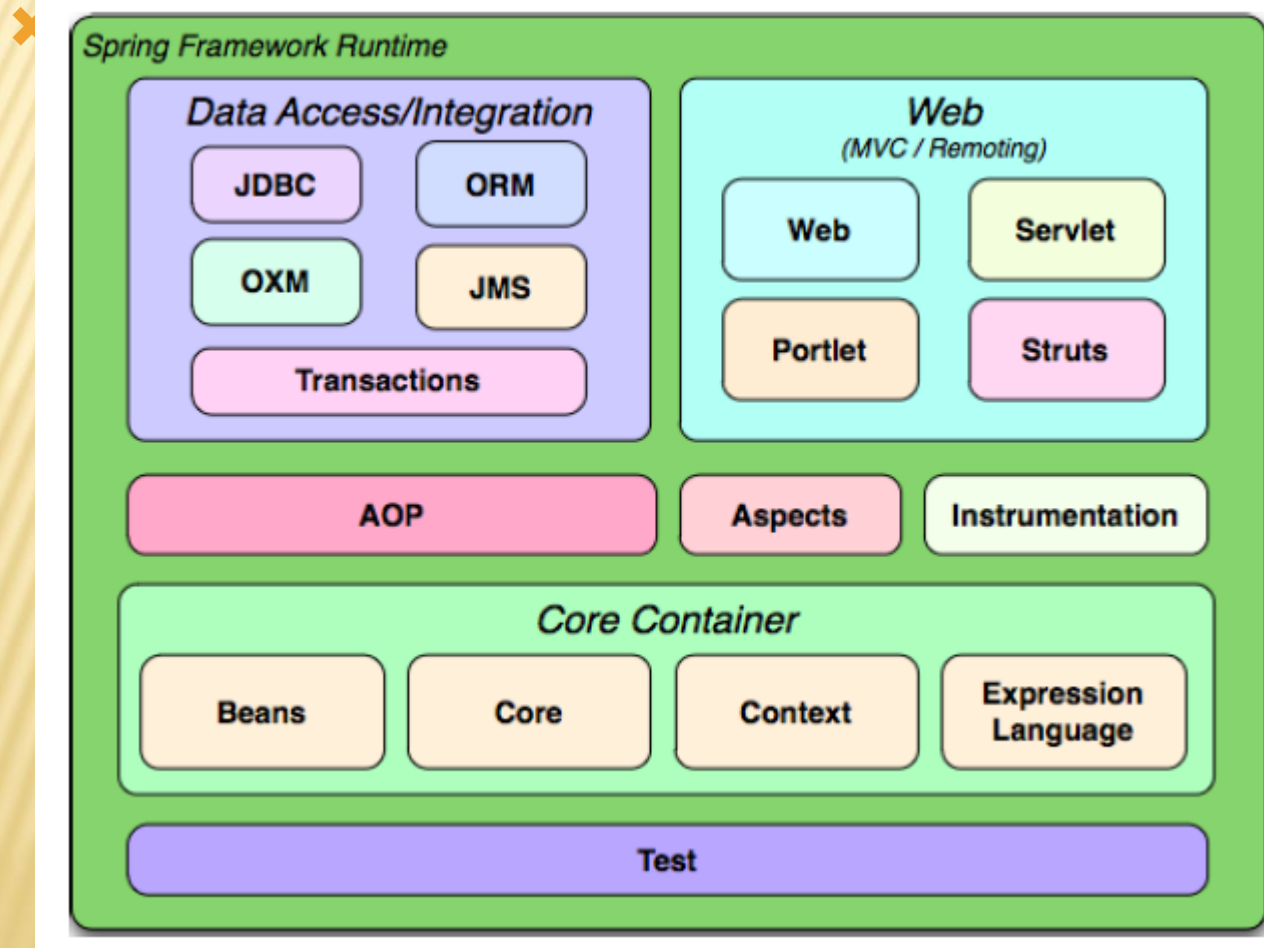 Spring Framework Runtime
Data Access/Integration
JDBC
ORM
OXM
JMS
Transactions
Web
(MVC / Remoting)
Web
Servlet
Portlet
Struts
AOP
Aspects
Instrumentation
Core Container
Beans
Core
Context
Expression
Language
Test